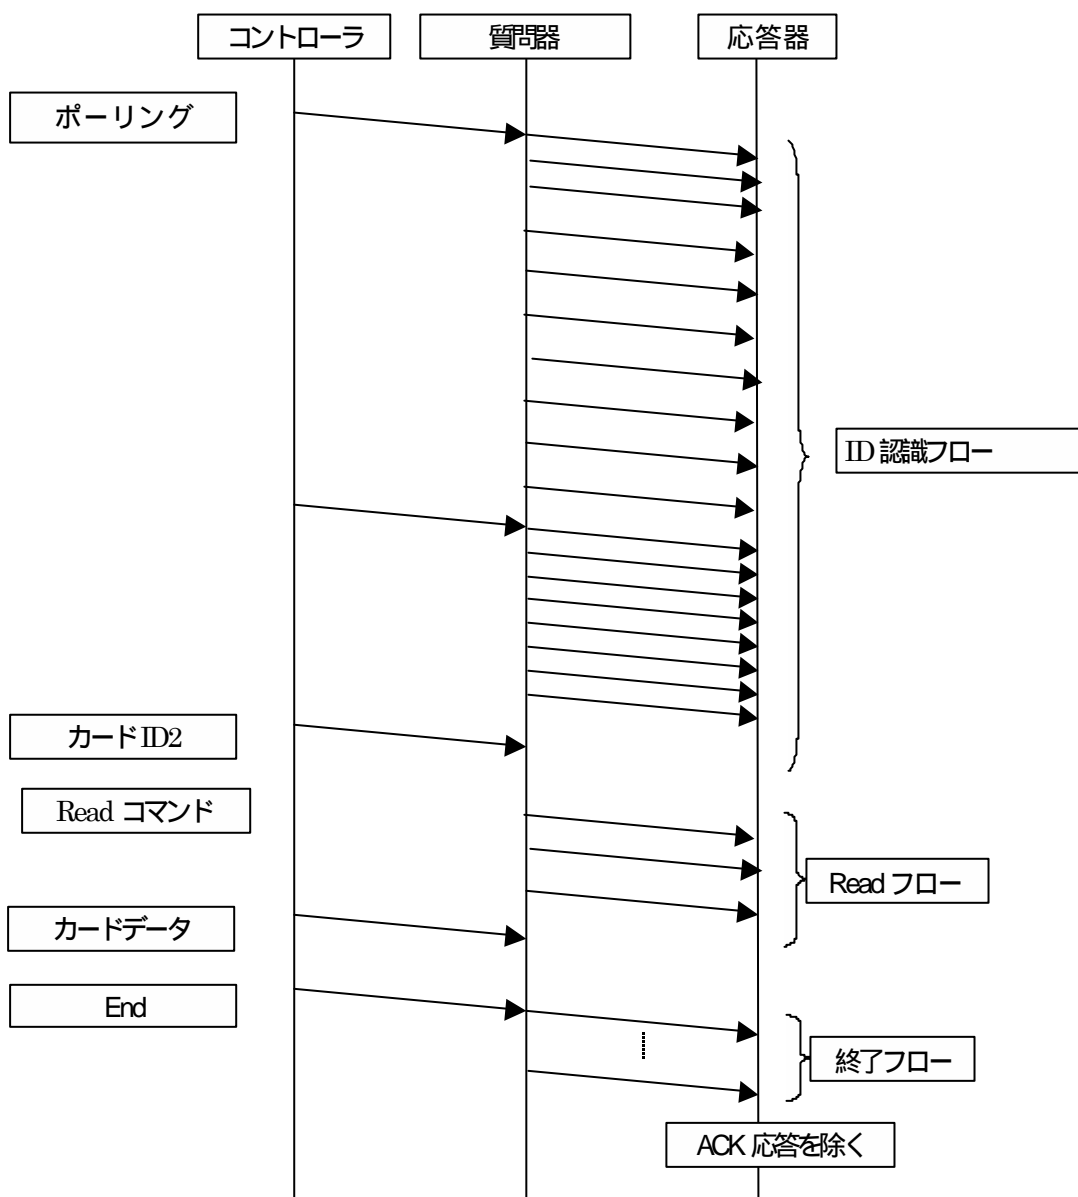 コントローラ
質問器
応答器
ポーリング
ID 認識フロー
カード ID2
Read コマンド
Read フロー
カードデータ
End
終了フロー
ACK 応答を除く